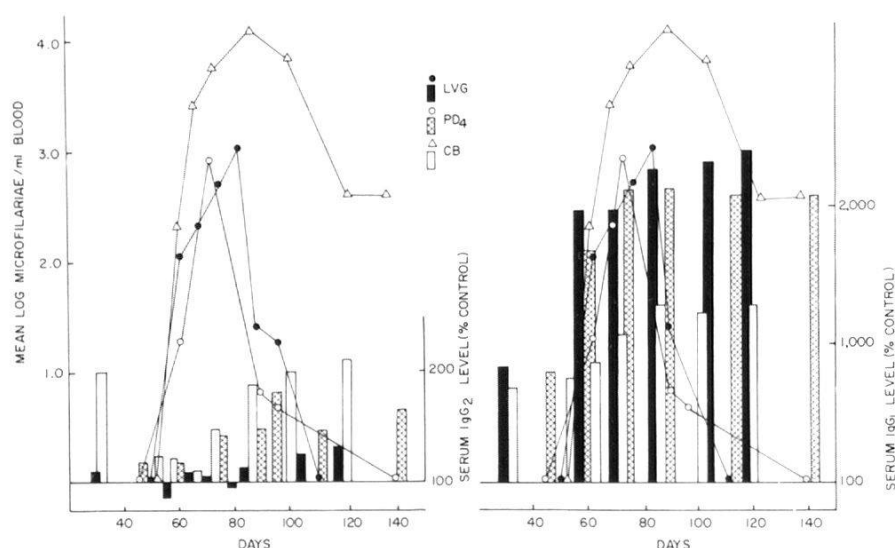 4.0
3.0
2.0
1.0
MEAN LOG MICROFILARIAE/ml BLOOD
200
100
SERUM IgG2 LEVEL (% CONTROL)
40 60 80 100 120 140
DAYS
LVG
PD4
CB
2,000
1,000
100
SERUM IgG1 LEVEL (% CONTROL)
40 60 80 100 120 140
DAYS